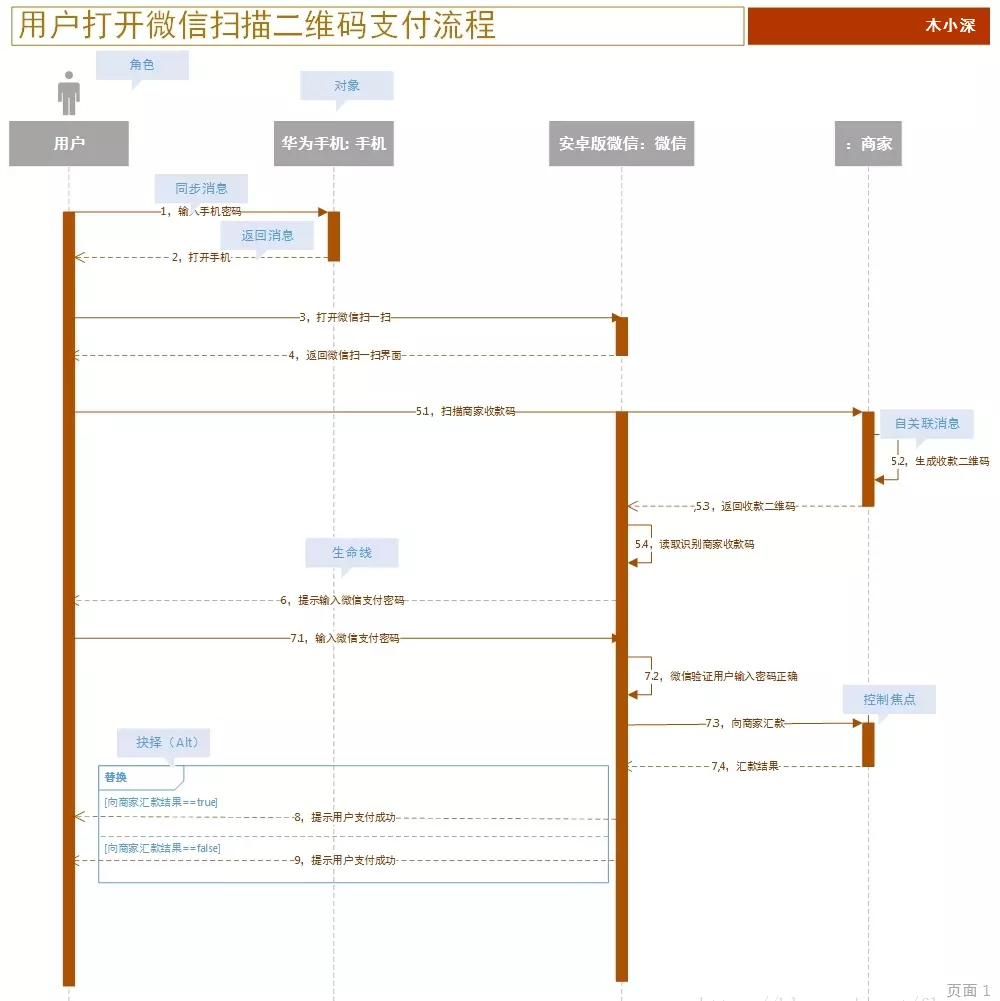 用户打开微信扫描二维码支付流程
木小深
角色
对象
用户
华为手机: 手机
安卓版微信：微信
：商家
同步消息
1，输入手机密码
返回消息
2，打开手机
3，打开微信扫一扫
4，返回微信扫一扫界面
5.1，扫描商家收款码
自关联消息
5.2，生成收款二维码
5.3，返回收款二维码
5.4，读取识别商家收款码
生命线
6，提示输入微信支付密码
7.1，输入微信支付密码
7.2，微信验证用户输入密码正确
控制焦点
7.3，向商家汇款
抉择（Alt）
7.4，汇款结果
替换
[向商家汇款结果==true]
8，提示用户支付成功
[向商家汇款结果==false]
9，提示用户支付成功
页面 1